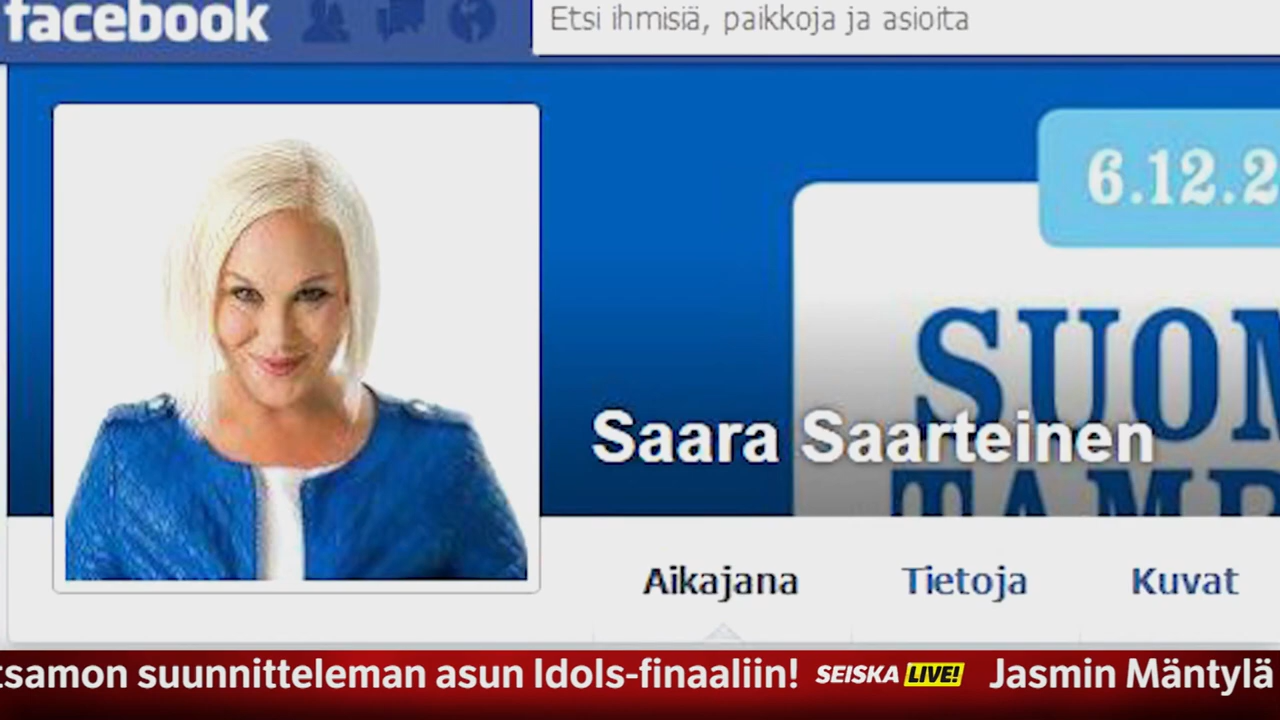 facebook
Etsi ihmisiä, paikkoja ja asioita
6.12.2
SUOM
Saara Saarteinen
TAMP
Aikajana Tietoja Kuvat
tsamon suunnitteleman asun Idols-finaaliin! SEISKA LIVE! Jasmin Mäntylä